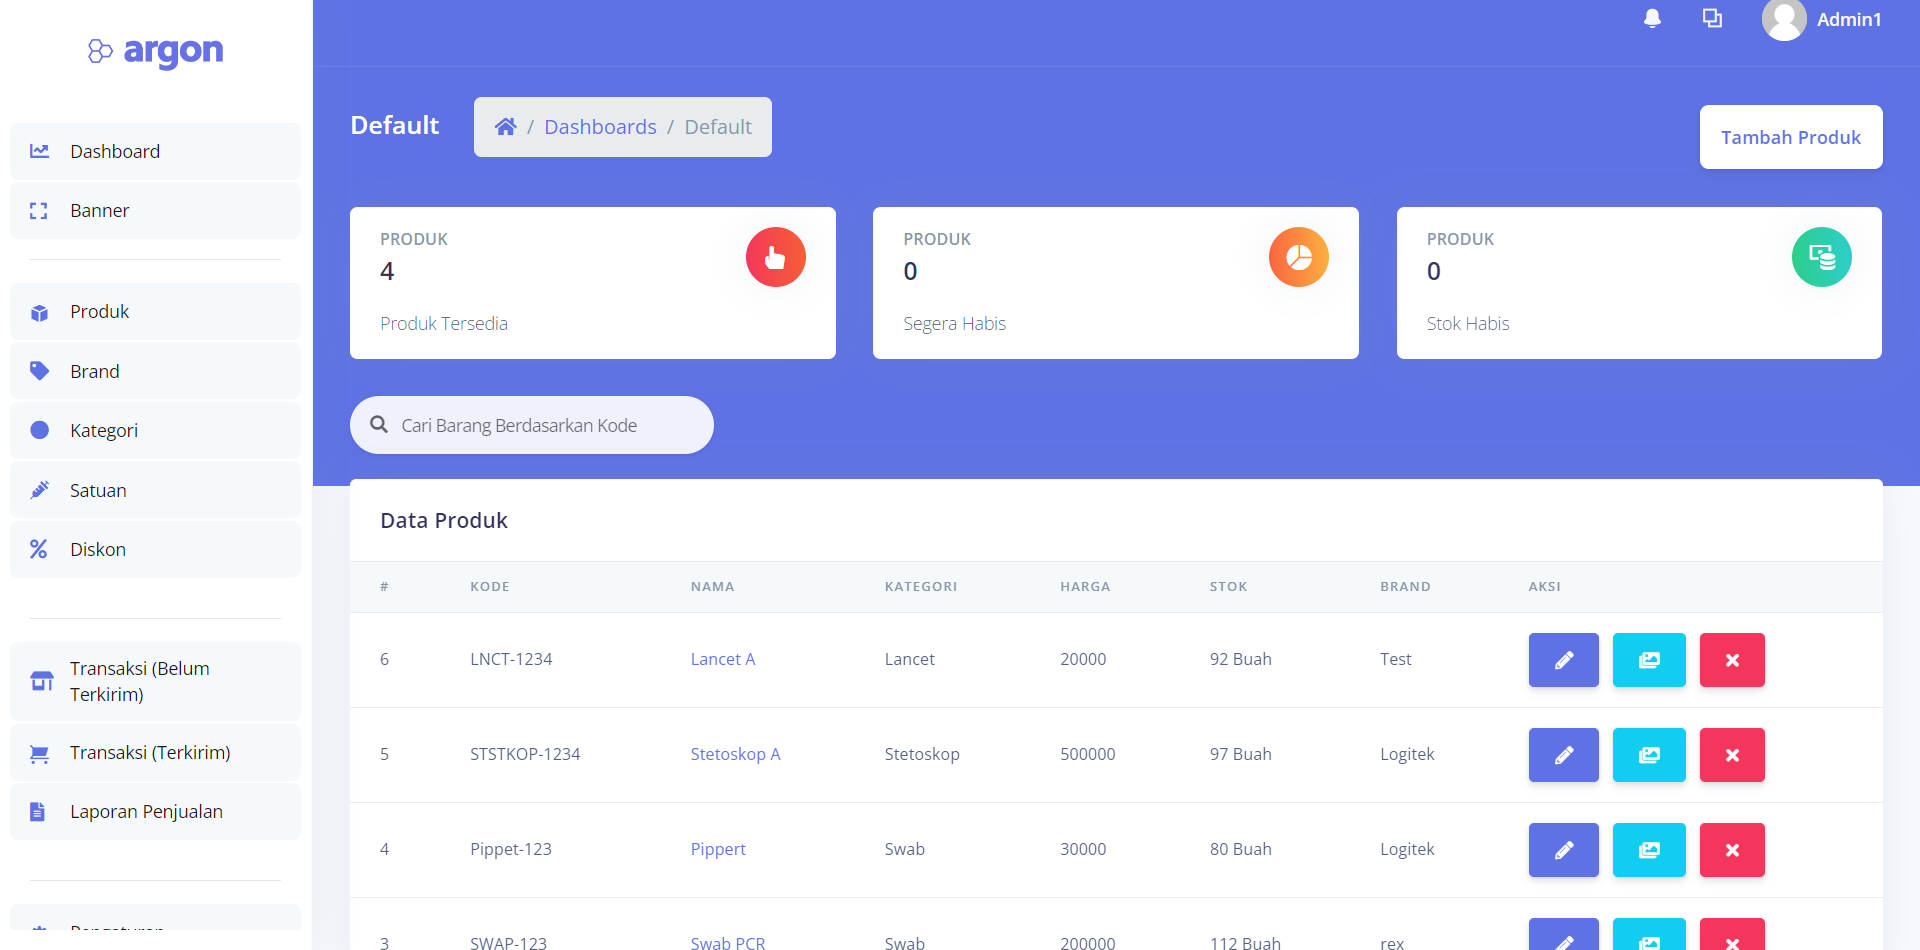 argon
Dashboard
Banner
Produk
Brand
Kategori
Satuan
Diskon
Transaksi (Belum
Terkirim)
Transaksi (Terkirim)
Laporan Penjualan
Pengaturan
Admin1
Default
/ Dashboards / Default
Tambah Produk
PRODUK
4
Produk Tersedia
PRODUK
0
Segera Habis
PRODUK
0
Stok Habis
Cari Barang Berdasarkan Kode
Data Produk
# KODE NAMA KATEGORI HARGA STOK BRAND AKSI
6 LNCT-1234 Lancet A Lancet 20000 92 Buah Test
5 STSTKOP-1234 Stetoskop A Stetoskop 500000 97 Buah Logitek
4 Pippet-123 Pippert Swab 30000 80 Buah Logitek
3 SWAP-123 Swab PCR Swab 200000 112 Buah rex